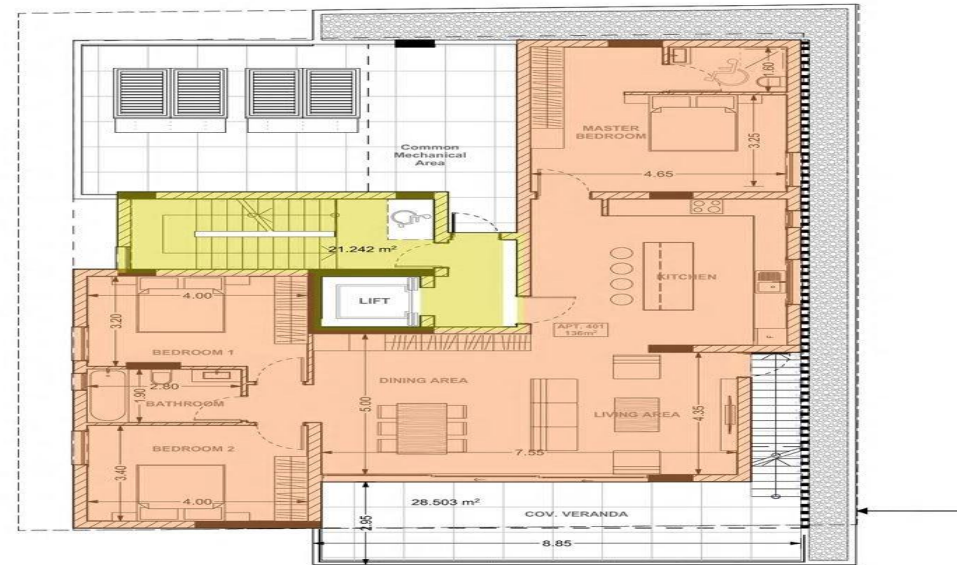 1.60
MASTER
BEDROOM
3.25
4.65
Common
Mechanical
Area
21.242 m²
KITCHEN
LIFT
4.00
3.20
BEDROOM 1
APT. 401
136m²
F
DINING AREA
2.80
1.90
BATHROOM
5.00
LIVING AREA
4.35
BEDROOM 2
7.55
3.40
4.00
28.503 m²
COV. VERANDA
2.95
8.85